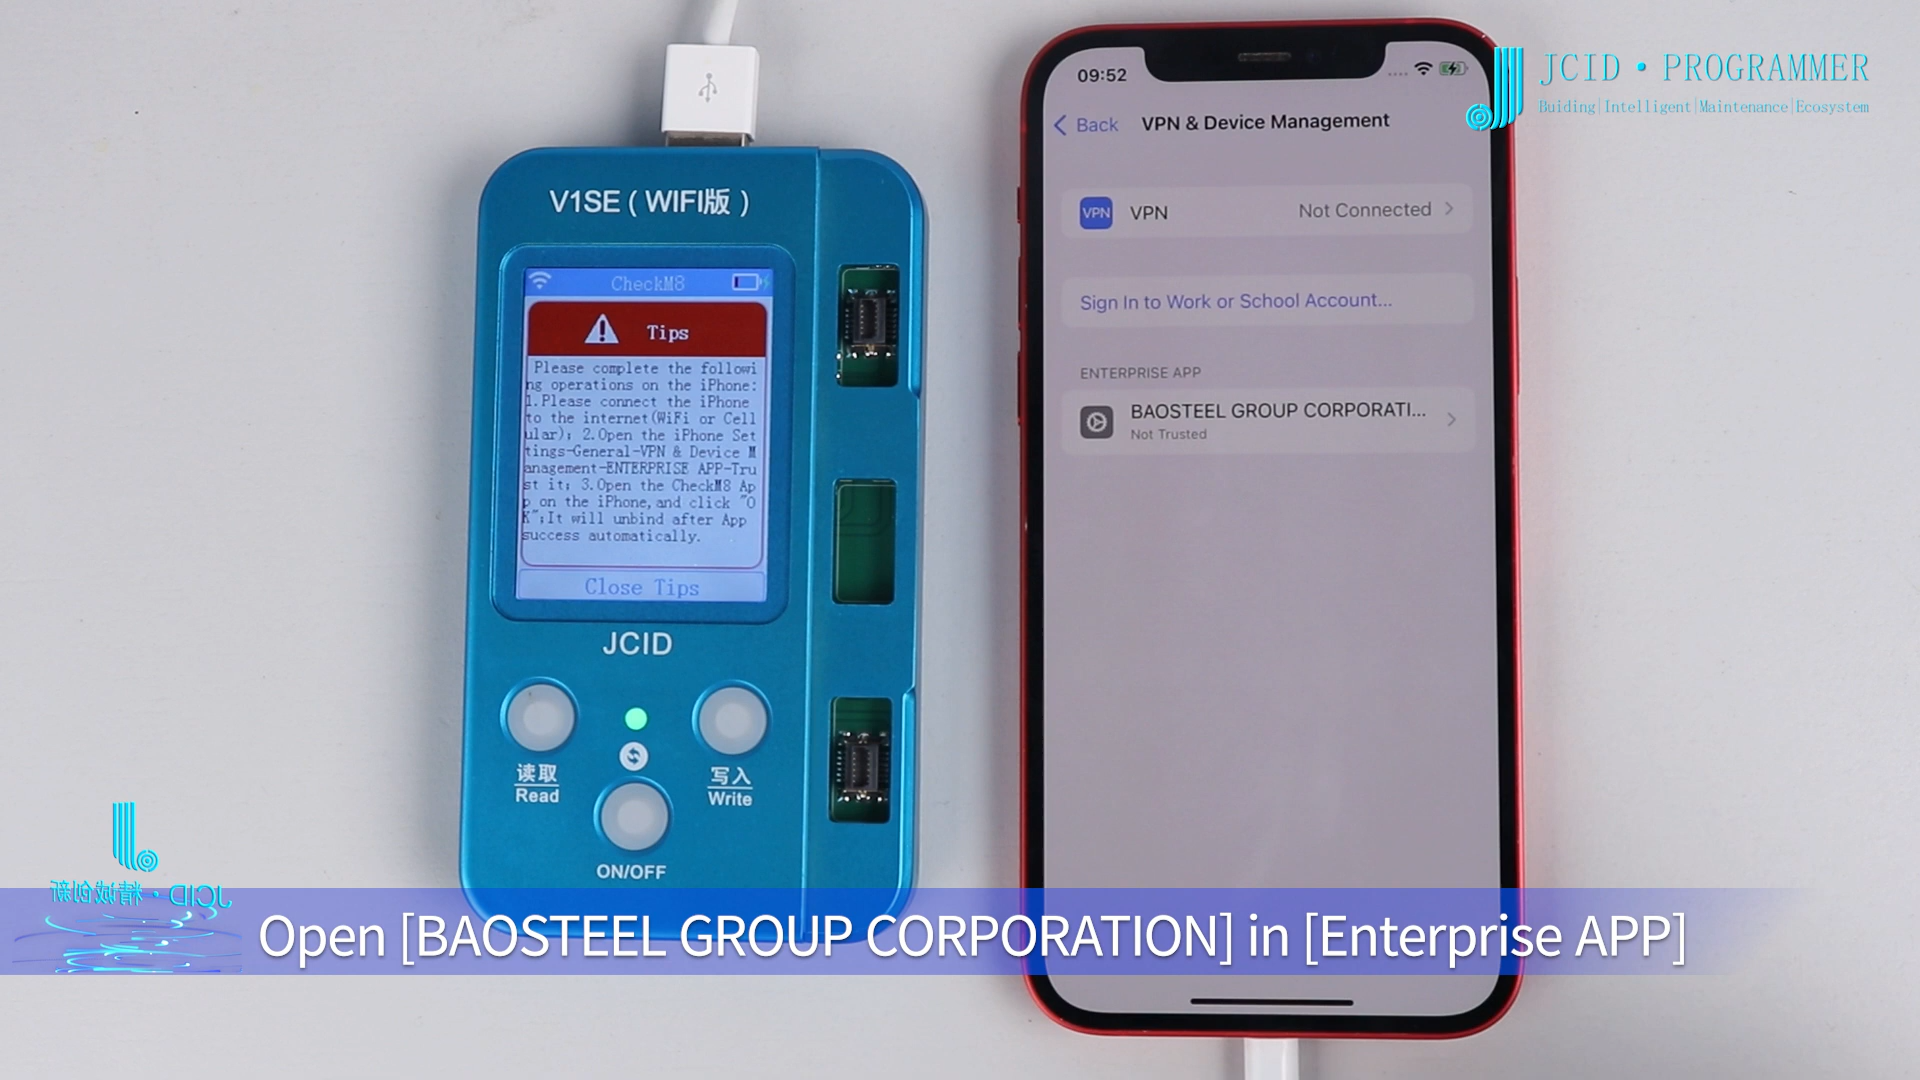 JCID•PROGRAMMER
Buiding|Intelligent|Maintenance|Ecosystem
V1SE（WIFI版）
CheckM8
Tips
Please complete the followi
ng operations on the iPhone:
1.Please connect the iPhone
to the internet(WiFi or Cell
ular); 2.Open the iPhone Set
tings-General-VPN & Device M
anagement-ENTERPRISE APP-Tru
st it; 3.Open the CheckM8 Ap
p on the iPhone,and click "O
K";It will unbind after App
success automatically.
Close Tips
JCID
读取
Read
写入
Write
ON/OFF
09:52
Back
VPN & Device Management
VPN
VPN
Not Connected
Sign In to Work or School Account...
ENTERPRISE APP
BAOSTEEL GROUP CORPORATI...
Not Trusted
JCID·精诚创新
Open [BAOSTEEL GROUP CORPORATION] in [Enterprise APP]